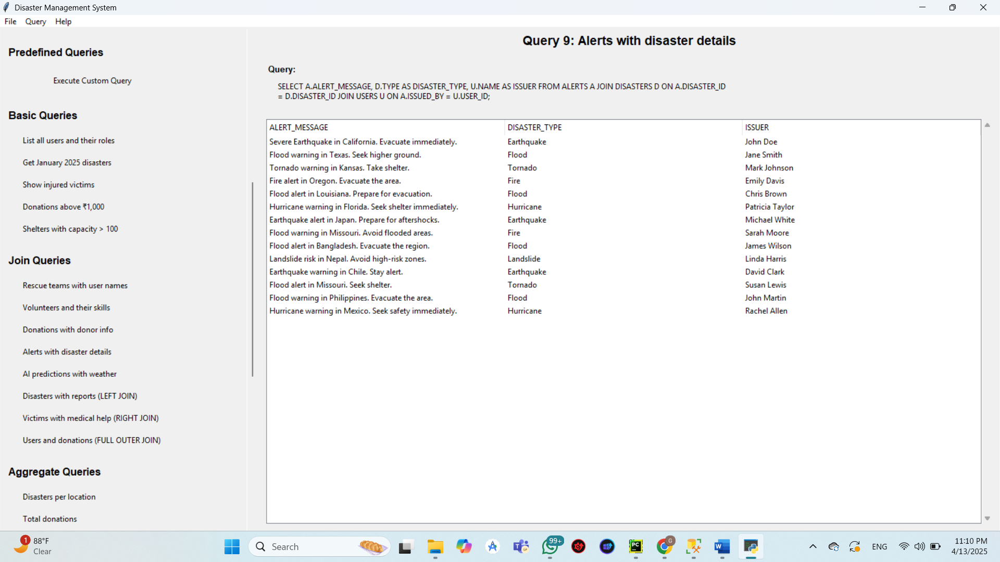 Disaster Management System
File Query Help
Predefined Queries
Execute Custom Query
Basic Queries
List all users and their roles
Get January 2025 disasters
Show injured victims
Donations above ₹1,000
Shelters with capacity > 100
Join Queries
Rescue teams with user names
Volunteers and their skills
Donations with donor info
Alerts with disaster details
AI predictions with weather
Disasters with reports (LEFT JOIN)
Victims with medical help (RIGHT JOIN)
Users and donations (FULL OUTER JOIN)
Aggregate Queries
Disasters per location
Total donations
Query 9: Alerts with disaster details
Query:
SELECT A.ALERT_MESSAGE, D.TYPE AS DISASTER_TYPE, U.NAME AS ISSUER FROM ALERTS A JOIN DISASTERS D ON A.DISASTER_ID
= D.DISASTER_ID JOIN USERS U ON A.ISSUED_BY = U.USER_ID;
ALERT_MESSAGE DISASTER_TYPE ISSUER
Severe Earthquake in California. Evacuate immediately. Earthquake John Doe
Flood warning in Texas. Seek higher ground. Flood Jane Smith
Tornado warning in Kansas. Take shelter. Tornado Mark Johnson
Fire alert in Oregon. Evacuate the area. Fire Emily Davis
Flood alert in Louisiana. Prepare for evacuation. Flood Chris Brown
Hurricane warning in Florida. Seek shelter immediately. Hurricane Patricia Taylor
Earthquake alert in Japan. Prepare for aftershocks. Earthquake Michael White
Flood warning in Missouri. Avoid flooded areas. Fire Sarah Moore
Flood alert in Bangladesh. Evacuate the region. Flood James Wilson
Landslide risk in Nepal. Avoid high-risk zones. Landslide Linda Harris
Earthquake warning in Chile. Stay alert. Earthquake David Clark
Flood alert in Missouri. Seek shelter. Tornado Susan Lewis
Flood warning in Philippines. Evacuate the area. Flood John Martin
Hurricane warning in Mexico. Seek safety immediately. Hurricane Rachel Allen
1 88°F
Clear
Search
T
GP
99+
PC
G
W
ENG
11:10 PM
4/13/2025